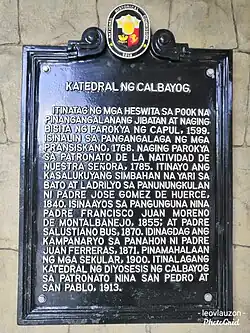 KATEDRAL NG CALBAYOG
ITINATAG NG MGA HESWITA SA POOK NA
PINANGANGALANANG JIBATAN AT NAGING
BISITA NG PAROKYA NG CAPUL, 1599.
ISINALIN SA PANGANGALAGA NG MGA
PRANSISKANO, 1768. NAGING PAROKYA
SA PATRONATO DE LA NATIVIDAD DE
NUESTRA SEÑORA, 1785. ITINAYO ANG
KASALUKUYANG SIMBAHAN NA YARI SA
BATO AT LADRILYO SA PANUNUNGKULAN
NI PADRE JOSE GOMEZ DE HUERCE,
1840. ISINAAYOS SA PANGUNGUNA NINA
PADRE FRANCISCO JUAN MORENO
DE MONTALBANEJO, 1855; AT PADRE
SALUSTIANO BUS, 1870. IDINAGDAG ANG
KAMPANARYO SA PANAHON NI PADRE
JUAN FERRERAS, 1871. PINAMAHALAAN
NG MGA SEKULAR, 1900. ITINALAGANG
KATEDRAL NG DIYOSESIS NG CALBAYOG
SA PATRONATO NINA SAN PEDRO AT
SAN PABLO, 1913.
leovlauzon
PhotoGrid